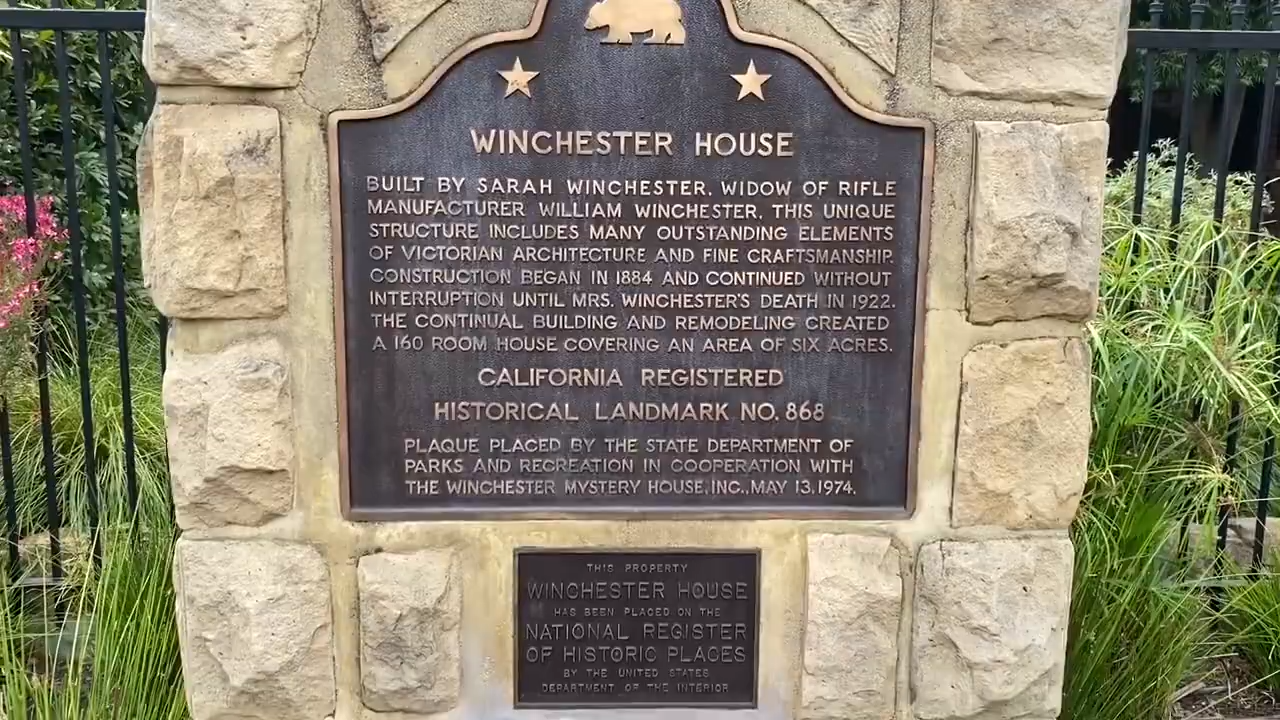 WINCHESTER HOUSE
BUILT BY SARAH WINCHESTER, WIDOW OF RIFLE
MANUFACTURER WILLIAM WINCHESTER, THIS UNIQUE
STRUCTURE INCLUDES MANY OUTSTANDING ELEMENTS
OF VICTORIAN ARCHITECTURE AND FINE CRAFTSMANSHIP.
CONSTRUCTION BEGAN IN 1884 AND CONTINUED WITHOUT
INTERRUPTION UNTIL MRS. WINCHESTER'S DEATH IN 1922.
THE CONTINUAL BUILDING AND REMODELING CREATED
A 160 ROOM HOUSE COVERING AN AREA OF SIX ACRES.
CALIFORNIA REGISTERED
HISTORICAL LANDMARK NO. 868
PLAQUE PLACED BY THE STATE DEPARTMENT OF
PARKS AND RECREATION IN COOPERATION WITH
THE WINCHESTER MYSTERY HOUSE, INC., MAY 13, 1974.
THIS PROPERTY
WINCHESTER HOUSE
HAS BEEN PLACED ON THE
NATIONAL REGISTER
OF HISTORIC PLACES
BY THE UNITED STATES
DEPARTMENT OF THE INTERIOR